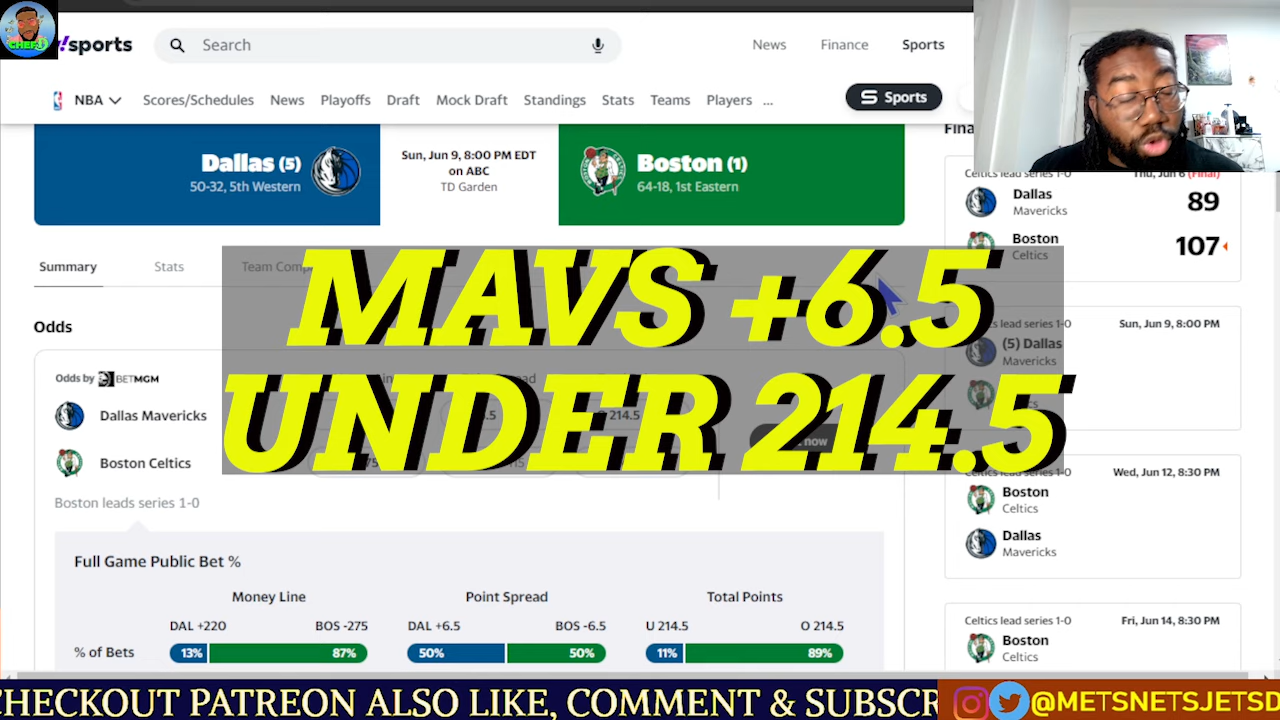 CHEFJ
y!sports
Search
News
Finance
Sports
NBA
Scores/Schedules
News
Playoffs
Draft
Mock Draft
Standings
Stats
Teams
Players
...
Sports
Dallas (5)
50-32, 5th Western
Sun, Jun 9, 8:00 PM EDT
on ABC
TD Garden
Boston (1)
64-18, 1st Eastern
Celtics lead series 1-0
Thu, Jun 6 (Final)
Dallas
Mavericks
89
Boston
Celtics
107
Summary
Stats
Team Comp
MAVS +6.5
UNDER 214.5
lead series 1-0
Sun, Jun 9, 8:00 PM
(5) Dallas
Mavericks
Odds
Odds by BETMGM
Dallas Mavericks
214.5
Boston Celtics
now
Boston leads series 1-0
Celtics lead series 1-0
Wed, Jun 12, 8:30 PM
Boston
Celtics
Dallas
Mavericks
Full Game Public Bet %
Money Line
Point Spread
Total Points
DAL +220
BOS -275
DAL +6.5
BOS -6.5
U 214.5
O 214.5
% of Bets
13%
87%
50%
50%
11%
89%
Celtics lead series 1-0
Fri, Jun 14, 8:30 PM
Boston
Celtics
CHECKOUT PATREON ALSO LIKE, COMMENT & SUBSCR
@METSNETSJETSD